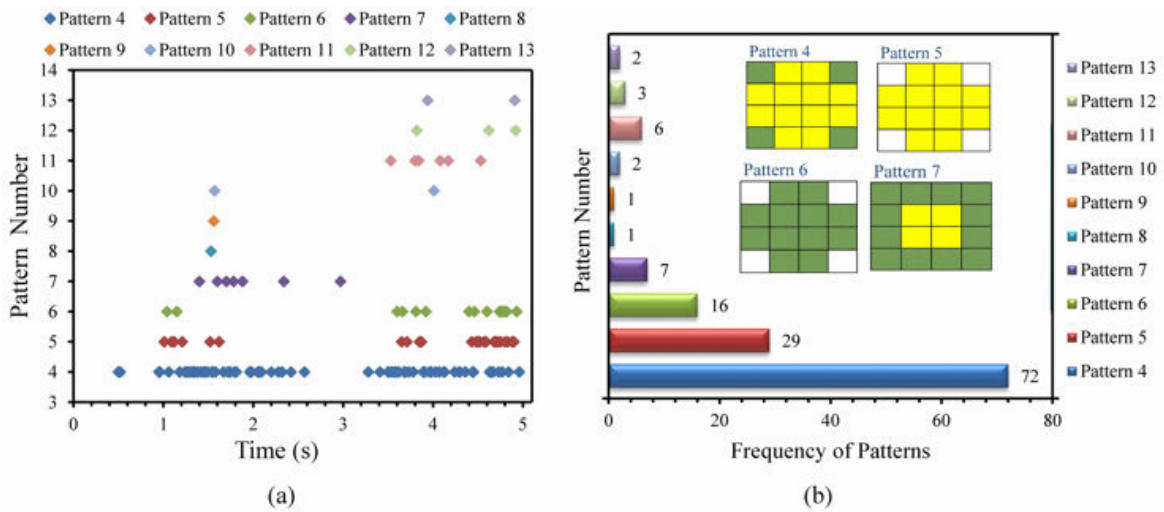 Pattern 4 Pattern 5 Pattern 6 Pattern 7 Pattern 8
Pattern 9 Pattern 10 Pattern 11 Pattern 12 Pattern 13
Pattern Number
14
13
12
11
10
9
8
7
6
5
4
3
0 1 2 3 4 5
Time (s)
(a)
Pattern Number
2
3
6
2
1
1
7
16
29
72
Pattern 4 Pattern 5
Pattern 6 Pattern 7
0 20 40 60 80
Frequency of Patterns
Pattern 13
Pattern 12
Pattern 11
Pattern 10
Pattern 9
Pattern 8
Pattern 7
Pattern 6
Pattern 5
Pattern 4
(b)